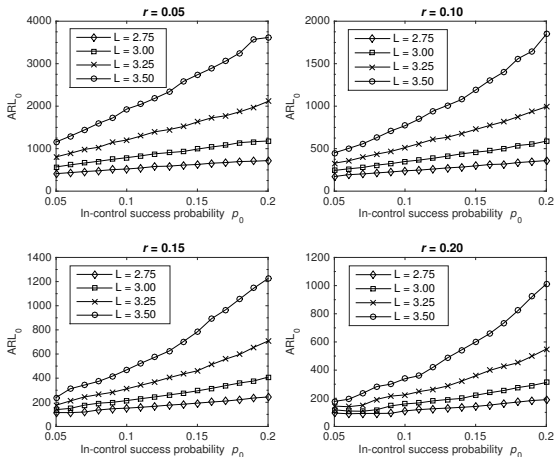 r = 0.05
4000
3000
2000
1000
0
ARL0
L = 2.75
L = 3.00
L = 3.25
L = 3.50
0.05
0.1
0.15
0.2
In-control success probability p0
r = 0.10
2000
1500
1000
500
0
ARL0
L = 2.75
L = 3.00
L = 3.25
L = 3.50
0.05
0.1
0.15
0.2
In-control success probability p0
r = 0.15
1400
1200
1000
800
600
400
200
0
ARL0
L = 2.75
L = 3.00
L = 3.25
L = 3.50
0.05
0.1
0.15
0.2
In-control success probability p0
r = 0.20
1200
1000
800
600
400
200
0
ARL0
L = 2.75
L = 3.00
L = 3.25
L = 3.50
0.05
0.1
0.15
0.2
In-control success probability p0